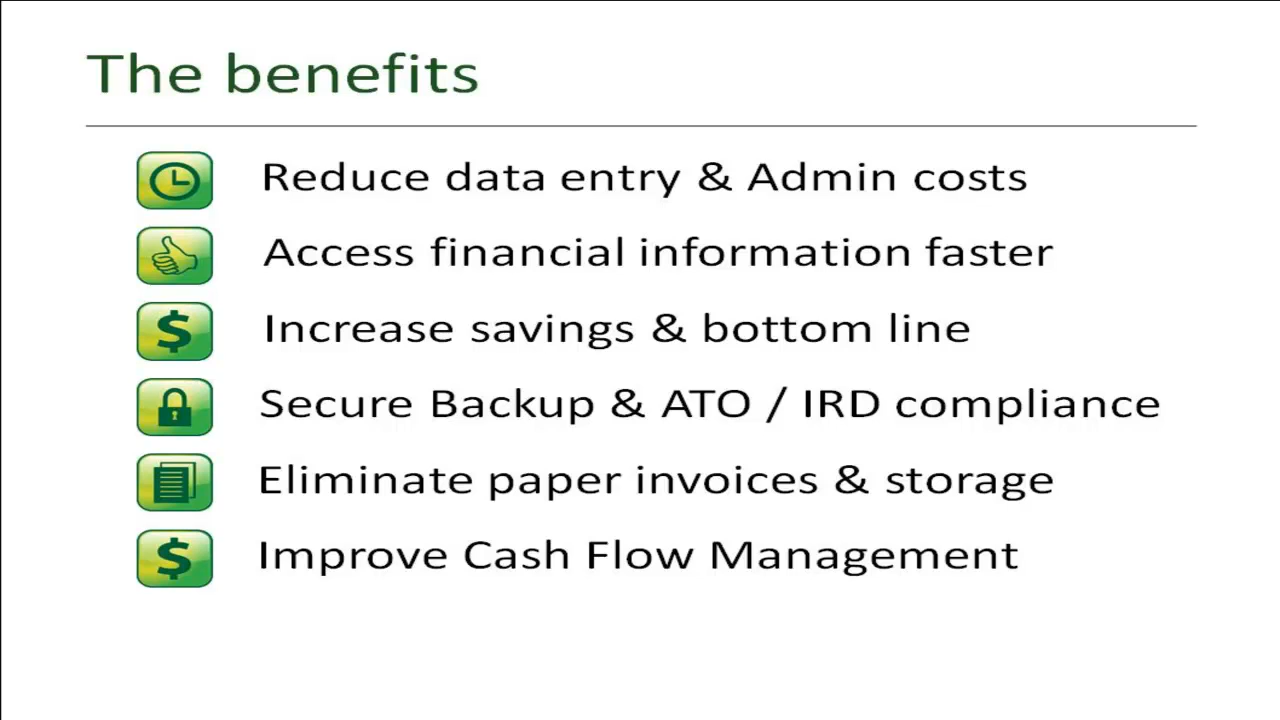 The benefits
Reduce data entry & Admin costs
Access financial information faster
Increase savings & bottom line
Secure Backup & ATO / IRD compliance
Eliminate paper invoices & storage
Improve Cash Flow Management